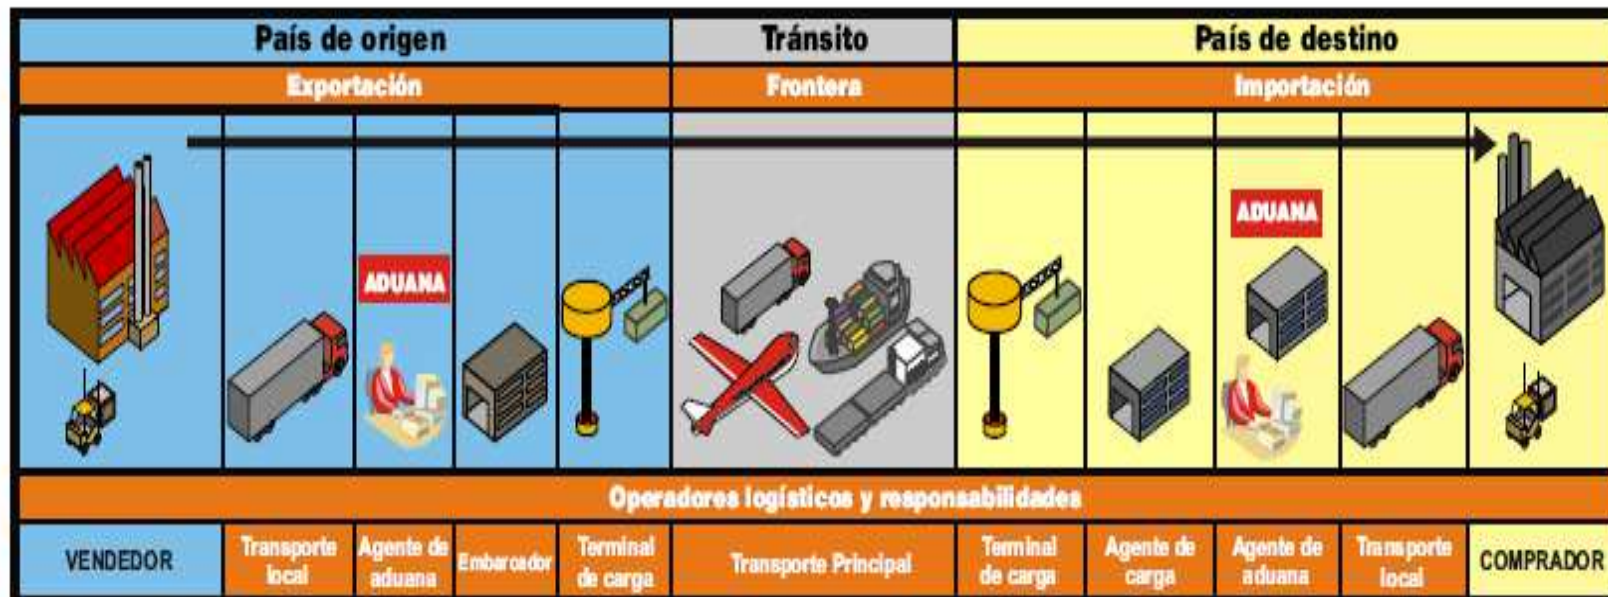 País de origen
Tránsito
País de destino
Exportación
Frontera
Importación
ADUANA
ADUANA
Operadores logísticos y responsabilidades
VENDEDOR
Transporte
local
Agente de
aduana
Embarcador
Terminal
de carga
Transporte Principal
Terminal
de carga
Agente de
carga
Agente de
aduana
Transporte
local
COMPRADOR